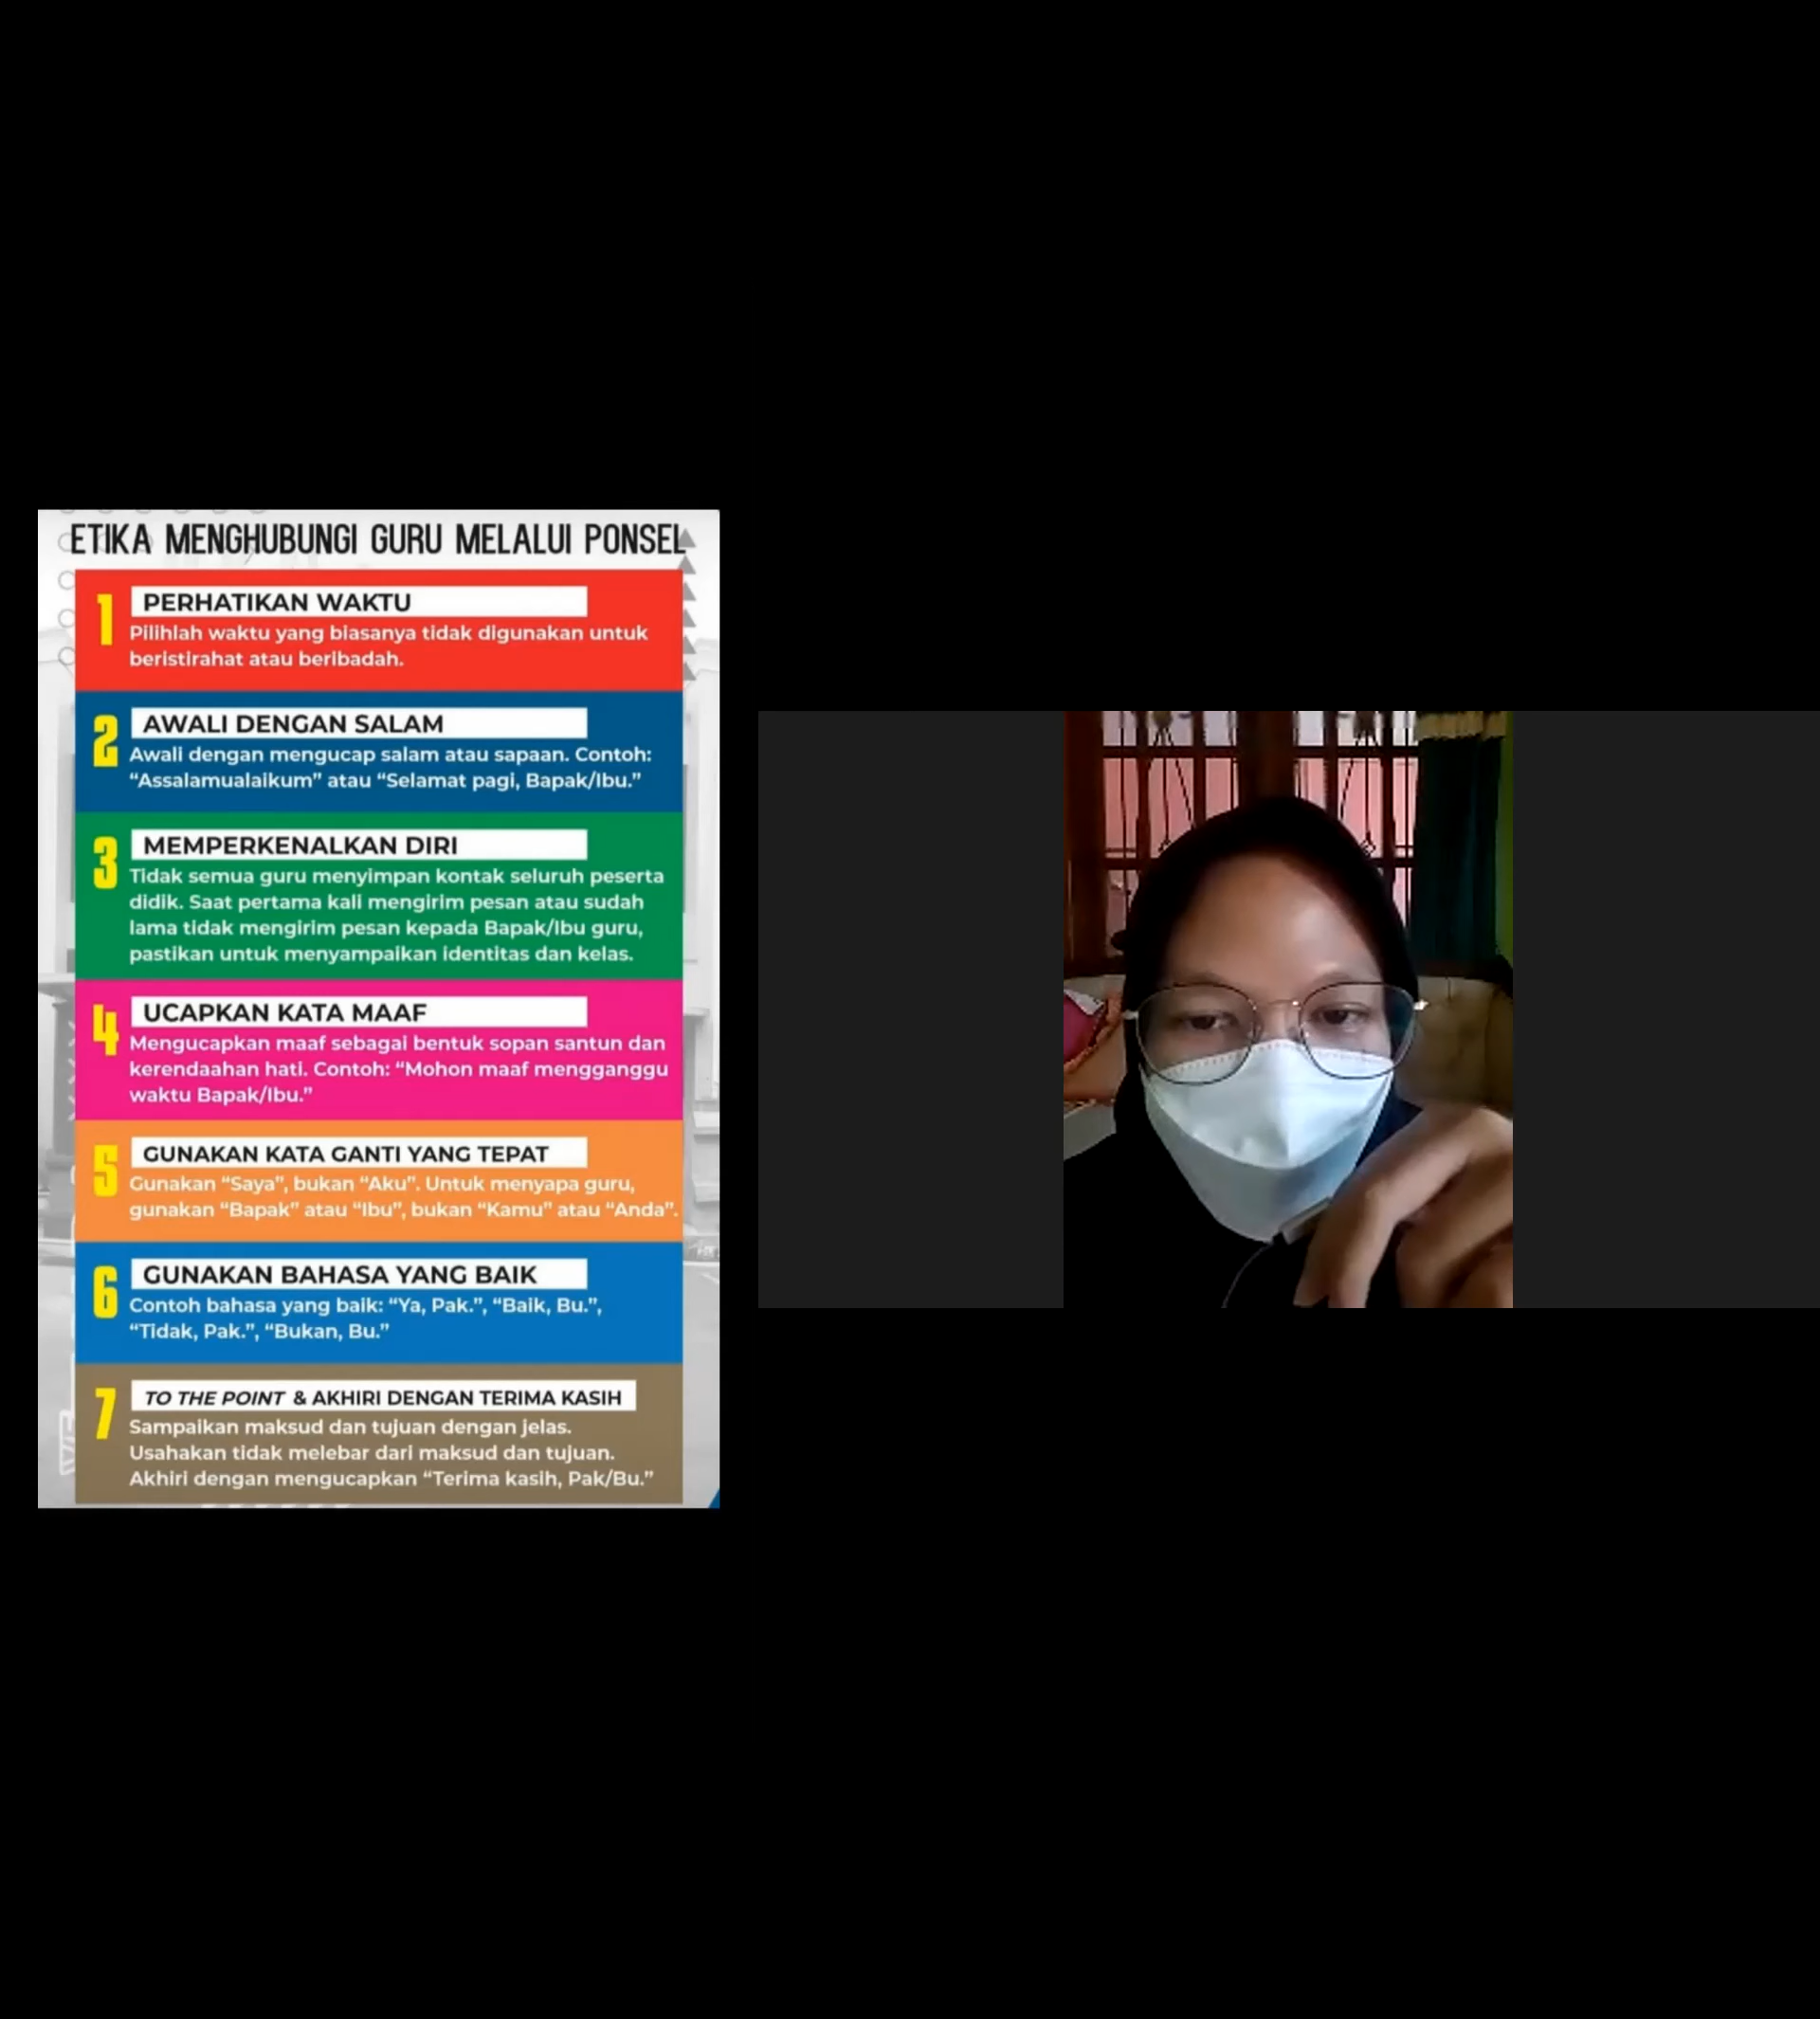 ETIKA MENGHUBUNGI GURU MELALUI PONSEL
1 PERHATIKAN WAKTU
Pilihlah waktu yang biasanya tidak digunakan untuk
beristirahat atau beribadah.
2 AWALI DENGAN SALAM
Awali dengan mengucap salam atau sapaan. Contoh:
“Assalamualaikum” atau “Selamat pagi, Bapak/Ibu.”
3 MEMPERKENALKAN DIRI
Tidak semua guru menyimpan kontak seluruh peserta
didik. Saat pertama kali mengirim pesan atau sudah
lama tidak mengirim pesan kepada Bapak/Ibu guru,
pastikan untuk menyampaikan identitas dan kelas.
4 UCAPKAN KATA MAAF
Mengucapkan maaf sebagai bentuk sopan santun dan
kerendaahan hati. Contoh: “Mohon maaf mengganggu
waktu Bapak/Ibu.”
5 GUNAKAN KATA GANTI YANG TEPAT
Gunakan “Saya”, bukan “Aku”. Untuk menyapa guru,
gunakan “Bapak” atau “Ibu”, bukan “Kamu” atau “Anda”.
6 GUNAKAN BAHASA YANG BAIK
Contoh bahasa yang baik: “Ya, Pak.”, “Baik, Bu.”,
“Tidak, Pak.”, “Bukan, Bu.”
7 TO THE POINT & AKHIRI DENGAN TERIMA KASIH
Sampaikan maksud dan tujuan dengan jelas.
Usahakan tidak melebar dari maksud dan tujuan.
Akhiri dengan mengucapkan “Terima kasih, Pak/Bu.”